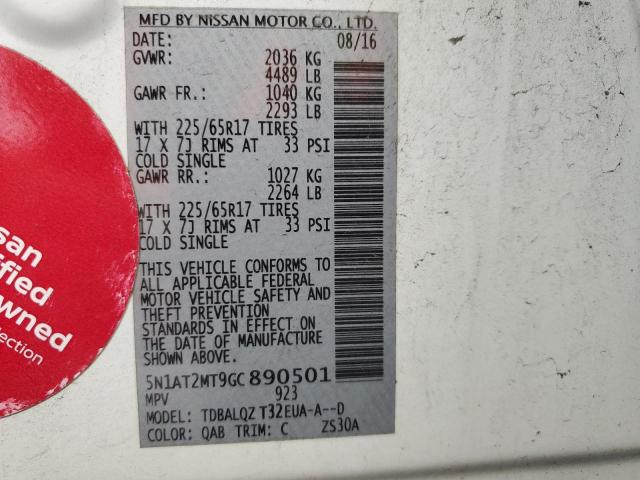 MFD BY NISSAN MOTOR CO., LTD.
DATE: 08/16
GVWR: 2036 KG
4489 LB
GAWR FR.: 1040 KG
2293 LB
WITH 225/65R17 TIRES
17 X 7J RIMS AT 33 PSI
COLD SINGLE
GAWR RR.: 1027 KG
2264 LB
WITH 225/65R17 TIRES
17 X 7J RIMS AT 33 PSI
COLD SINGLE
THIS VEHICLE CONFORMS TO
ALL APPLICABLE FEDERAL
MOTOR VEHICLE SAFETY AND
THEFT PREVENTION
STANDARDS IN EFFECT ON
THE DATE OF MANUFACTURE
SHOWN ABOVE.
5N1AT2MT9GC890501
MPV 923
MODEL: TDBALQZ T32EUA-A--D
COLOR: QAB TRIM: C ZS30A
ssan
tified
owned
llection